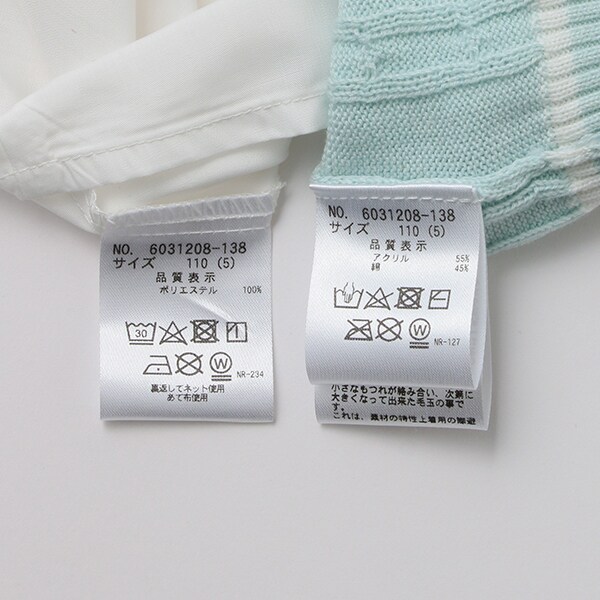 NO. 6031208-138
サイズ 110 (5)
品質表示
ポリエステル 100%
30
W
NR-234
裏返してネット使用
あて布使用
NO. 6031208-138
サイズ 110 (5)
品質表示
アクリル 55%
綿 45%
W
NR-127
小さなもつれが絡み合い、次第に
大きくなって出来た毛玉の事で
す。
これは、素材の特性上着用の際避